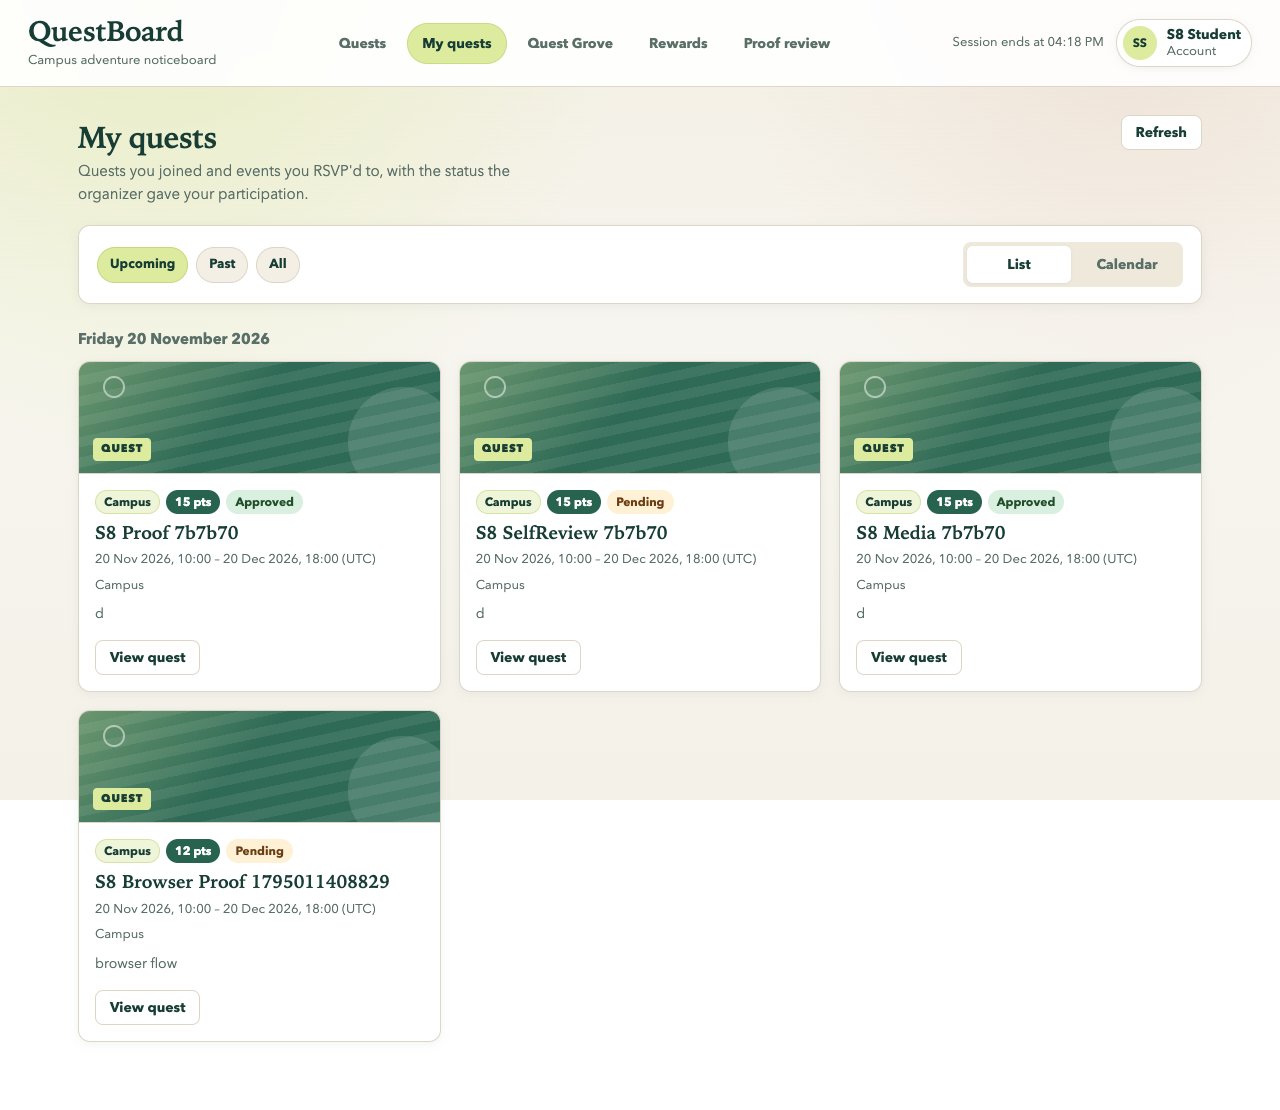 QuestBoard
Campus adventure noticeboard
Quests
My quests
Quest Grove
Rewards
Proof review
Session ends at 04:18 PM
SS
S8 Student
Account
My quests
Refresh
Quests you joined and events you RSVP'd to, with the status the
organizer gave your participation.
Upcoming
Past
All
List
Calendar
Friday 20 November 2026
QUEST
Campus
15 pts
Approved
S8 Proof 7b7b70
20 Nov 2026, 10:00 – 20 Dec 2026, 18:00 (UTC)
Campus
d
View quest
QUEST
Campus
15 pts
Pending
S8 SelfReview 7b7b70
20 Nov 2026, 10:00 – 20 Dec 2026, 18:00 (UTC)
Campus
d
View quest
QUEST
Campus
15 pts
Approved
S8 Media 7b7b70
20 Nov 2026, 10:00 – 20 Dec 2026, 18:00 (UTC)
Campus
d
View quest
QUEST
Campus
12 pts
Pending
S8 Browser Proof 1795011408829
20 Nov 2026, 10:00 – 20 Dec 2026, 18:00 (UTC)
Campus
browser flow
View quest